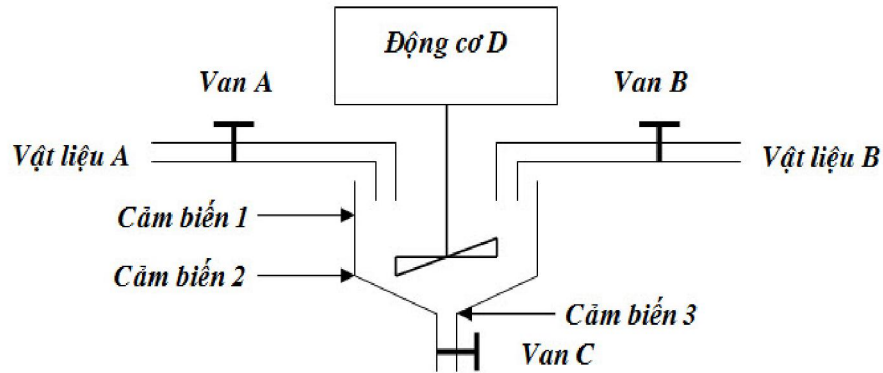 Động cơ D
Van A
Van B
Vật liệu A
Vật liệu B
Cảm biến 1
Cảm biến 2
Cảm biến 3
Van C